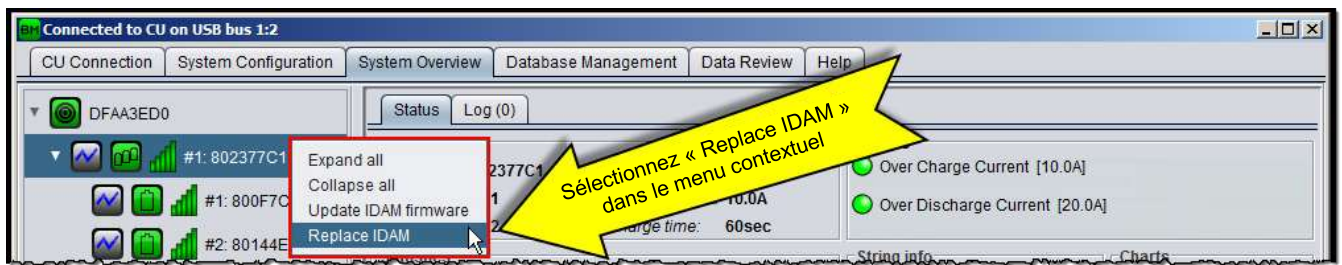 BM Connected to CU on USB bus 1:2
CU Connection System Configuration System Overview Database Management Data Review Help
DFAA3ED0
Status Log (0)
#1: 802377C1
Expand all
Collapse all
Update IDAM firmware
Replace IDAM
#1: 800F7C
#2: 80144E
2377C1
10.0A
time: 60sec
Sélectionnez « Replace IDAM »
dans le menu contextuel
Over Charge Current [10.0A]
Over Discharge Current [20.0A]
String info
Charts